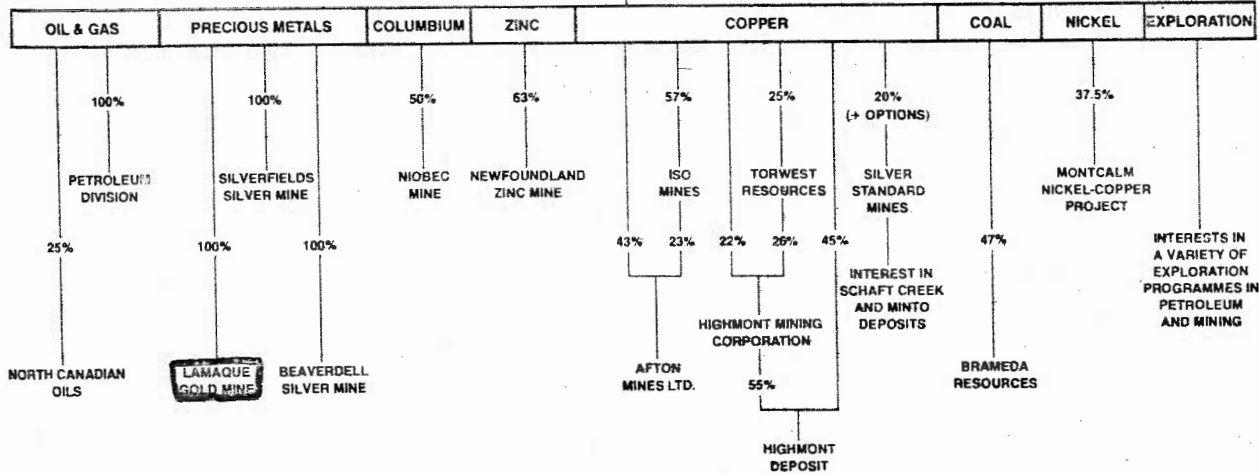 OIL & GAS
PRECIOUS METALS
COLUMBIUM
ZINC
COPPER
COAL
NICKEL
EXPLORATION
100%
100%
50%
63%
57%
25%
20%
(+ OPTIONS)
37.5%
PETROLEUM
DIVISION
SILVERFIELDS
SILVER MINE
NIOBEC
MINE
NEWFOUNDLAND
ZINC MINE
ISO
MINES
TORWEST
RESOURCES
SILVER
STANDARD
MINES
MONTCALM
NICKEL-COPPER
PROJECT
25%
100%
100%
43%
23%
22%
26%
45%
47%
INTEREST IN
SCHAFT CREEK
AND MINTO
DEPOSITS
INTERESTS IN
A VARIETY OF
EXPLORATION
PROGRAMMES IN
PETROLEUM
AND MINING
HIGHMONT MINING
CORPORATION
NORTH CANADIAN
OILS
LAMAQUE
GOLD MINE
BEAVERDELL
SILVER MINE
AFTON
MINES LTD.
55%
BRAMEDA
RESOURCES
HIGHMONT
DEPOSIT